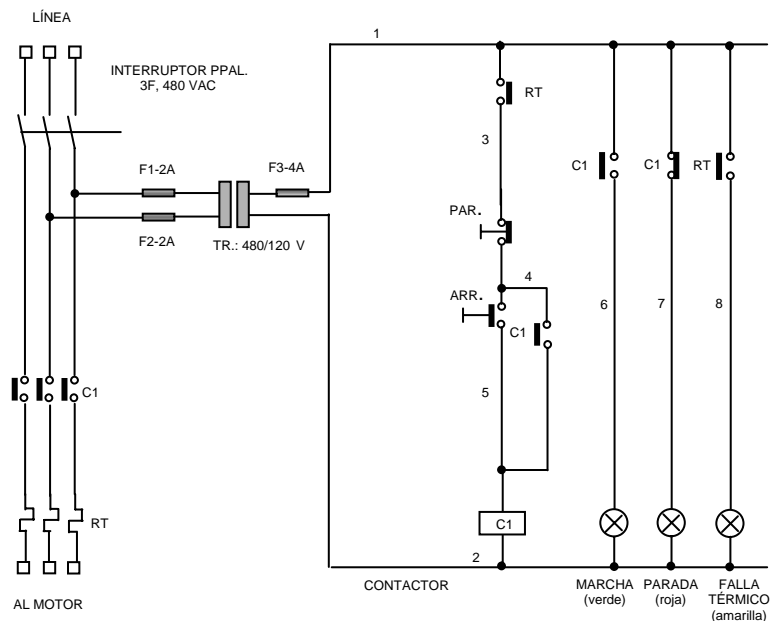 LÍNEA
INTERRUPTOR PPAL.
3F, 480 VAC
1
RT
3
F1-2A
F3-4A
C1
C1
RT
F2-2A
TR.: 480/120 V
PAR.
4
ARR.
C1
6
7
8
C1
5
RT
C1
2
AL MOTOR
CONTACTOR
MARCHA
(verde)
PARADA
(roja)
FALLA
TÉRMICO
(amarilla)